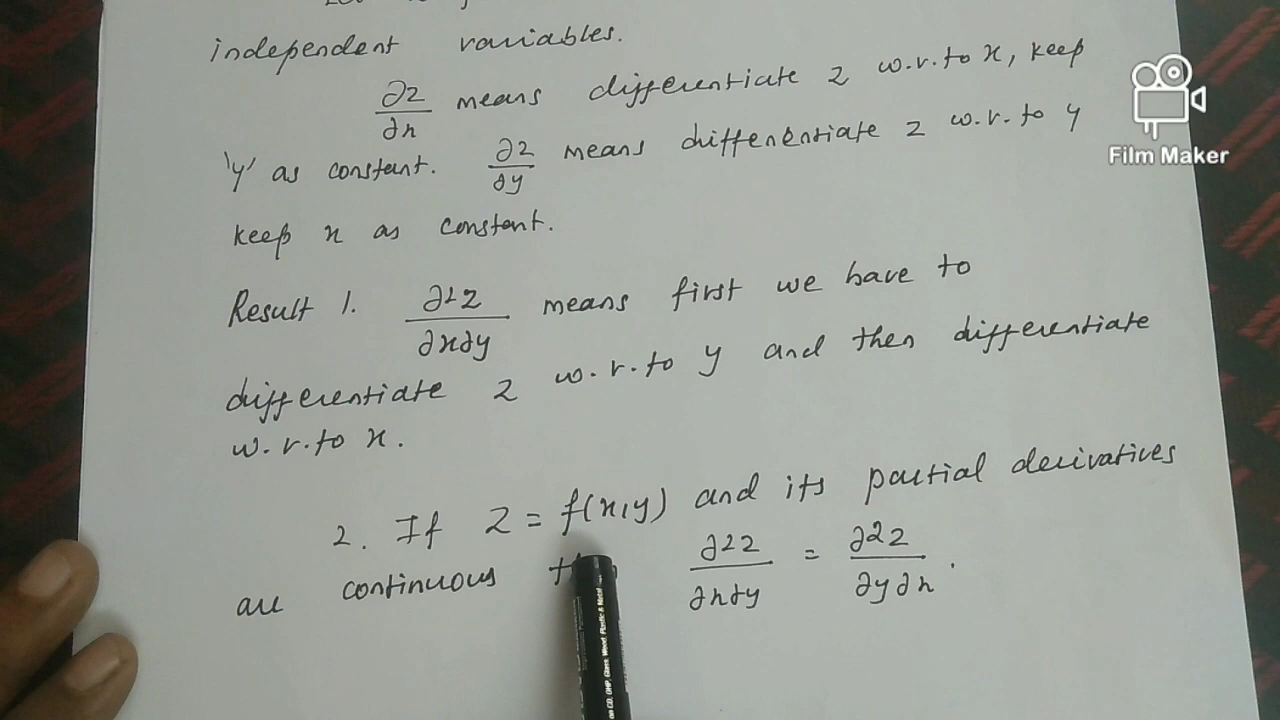 independent variables.
∂z/∂x means differentiate z w.r.to x, keep
'y' as constant. ∂z/∂y means differentiate z w.r.to y
keep x as constant.
Result 1. ∂²z/∂x∂y means first we have to
differentiate z w.r.to y and then differentiate
w.r.to x.
2. If z = f(x,y) and its partial derivatives
are continuous ∂²z/∂x∂y = ∂²z/∂y∂x.
Film Maker